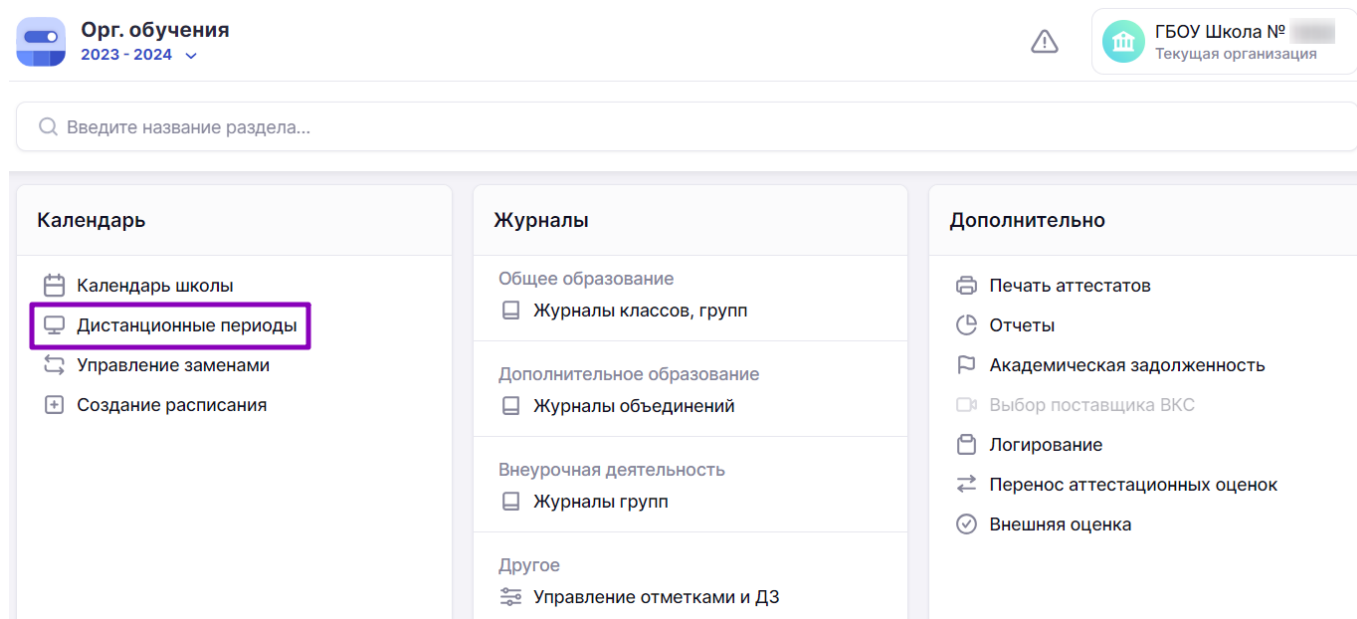 Орг. обучения
2023 - 2024
ГБОУ Школа №
Текущая организация
Введите название раздела...
Календарь
Календарь школы
Дистанционные периоды
Управление заменами
Создание расписания
Журналы
Общее образование
Журналы классов, групп
Дополнительное образование
Журналы объединений
Внеурочная деятельность
Журналы групп
Другое
Управление отметками и ДЗ
Дополнительно
Печать аттестатов
Отчеты
Академическая задолженность
Выбор поставщика ВКС
Логирование
Перенос аттестационных оценок
Внешняя оценка